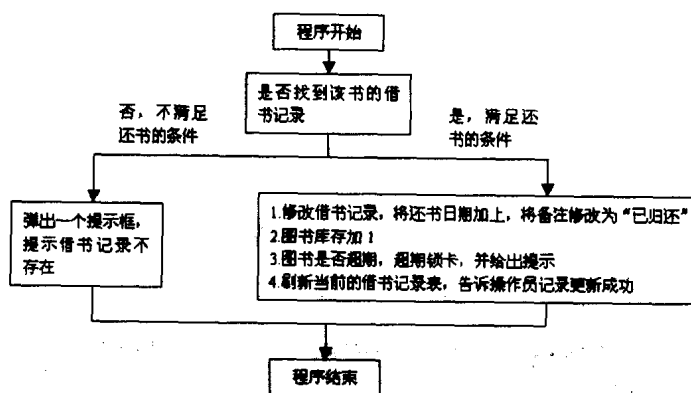 程序开始
是否找到该书的借
书记录
否，不满足
还书的条件
是，满足还
书的条件
弹出一个提示框，
提示借书记录不
存在
1.修改借书记录，将还书日期加上，将备注修改为“已归还”
2.图书库存加1
3.图书是否超期，超期锁卡，并给出提示
4.刷新当前的借书记录表，告诉操作员记录更新成功
程序结束